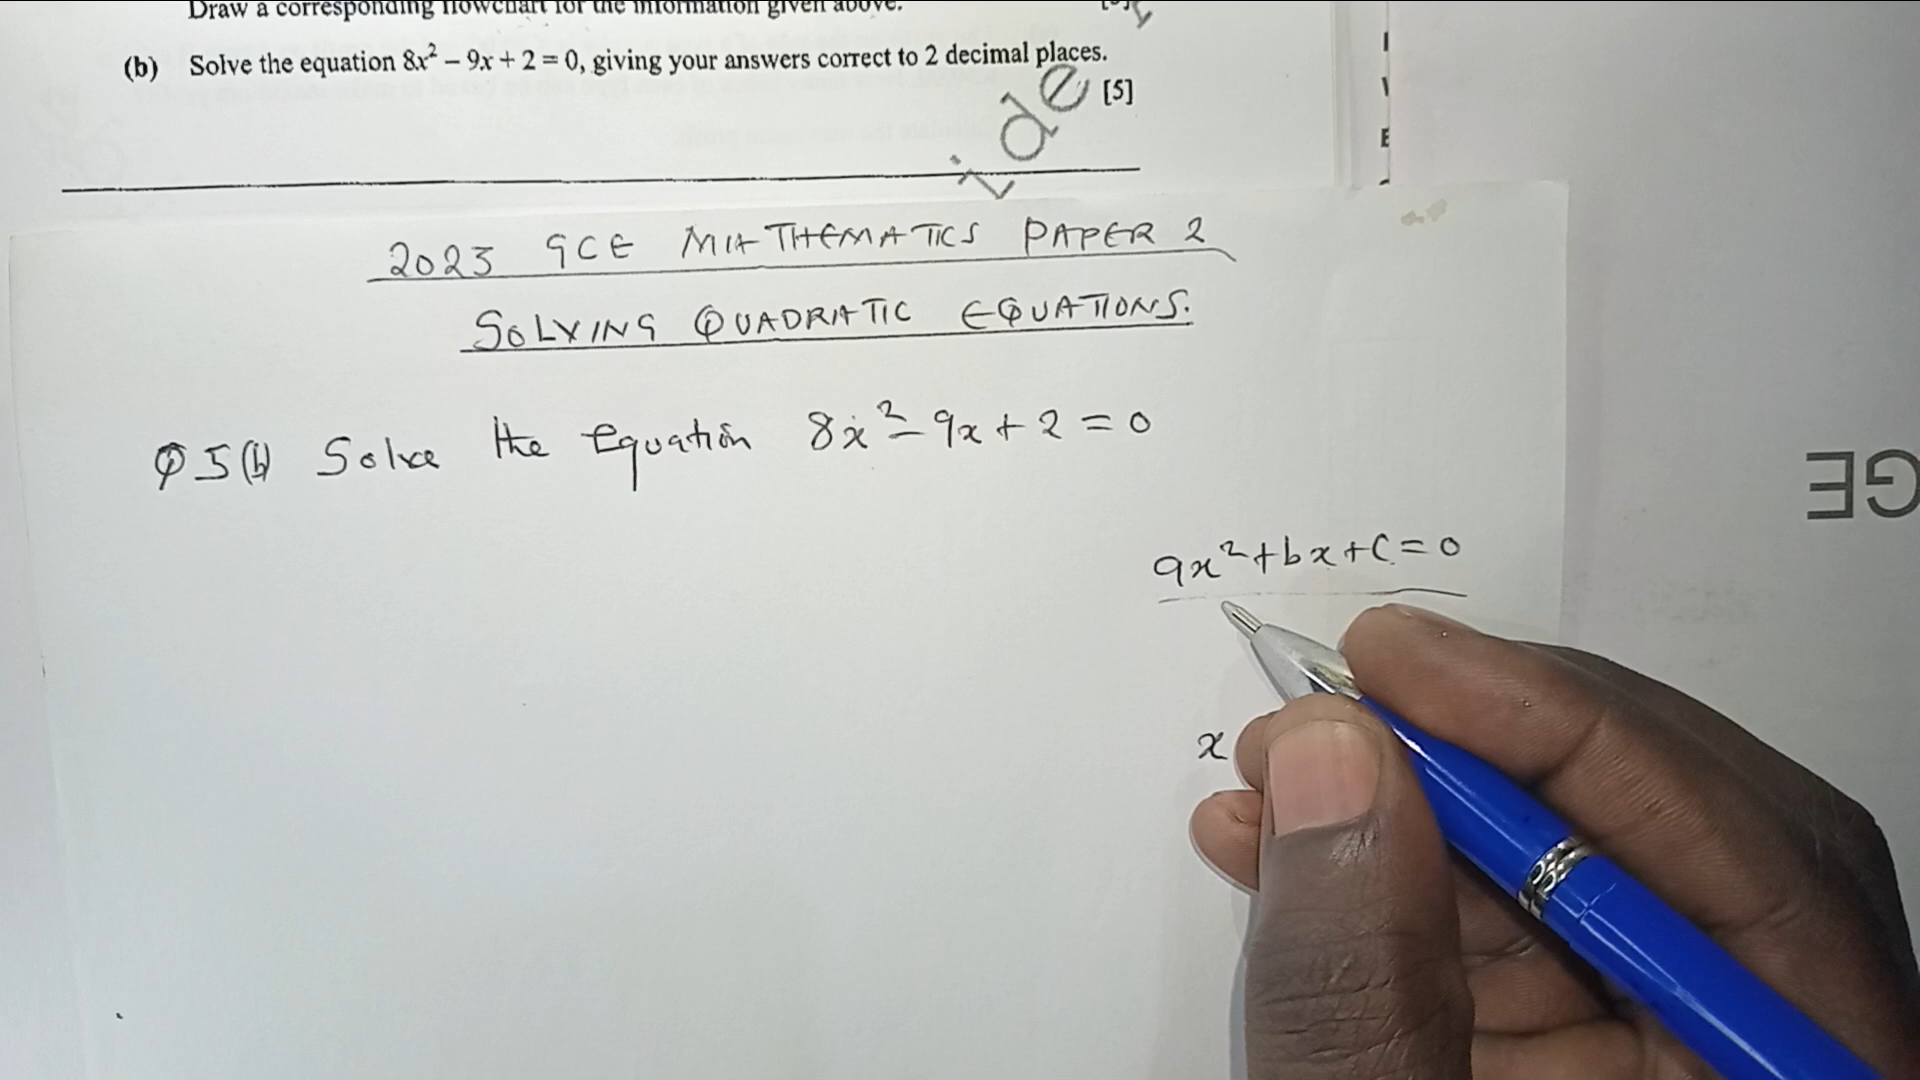 Draw a corresponding flowchart for the information given above.
(b) Solve the equation 8x² – 9x + 2 = 0, giving your answers correct to 2 decimal places.
[5]
ide
2023 GCE MATHEMATICS PAPER 2
SOLVING QUADRATIC EQUATIONS.
Q5(b) Solve the equation 8x² – 9x + 2 = 0
ax² + bx + c = 0
x
GE